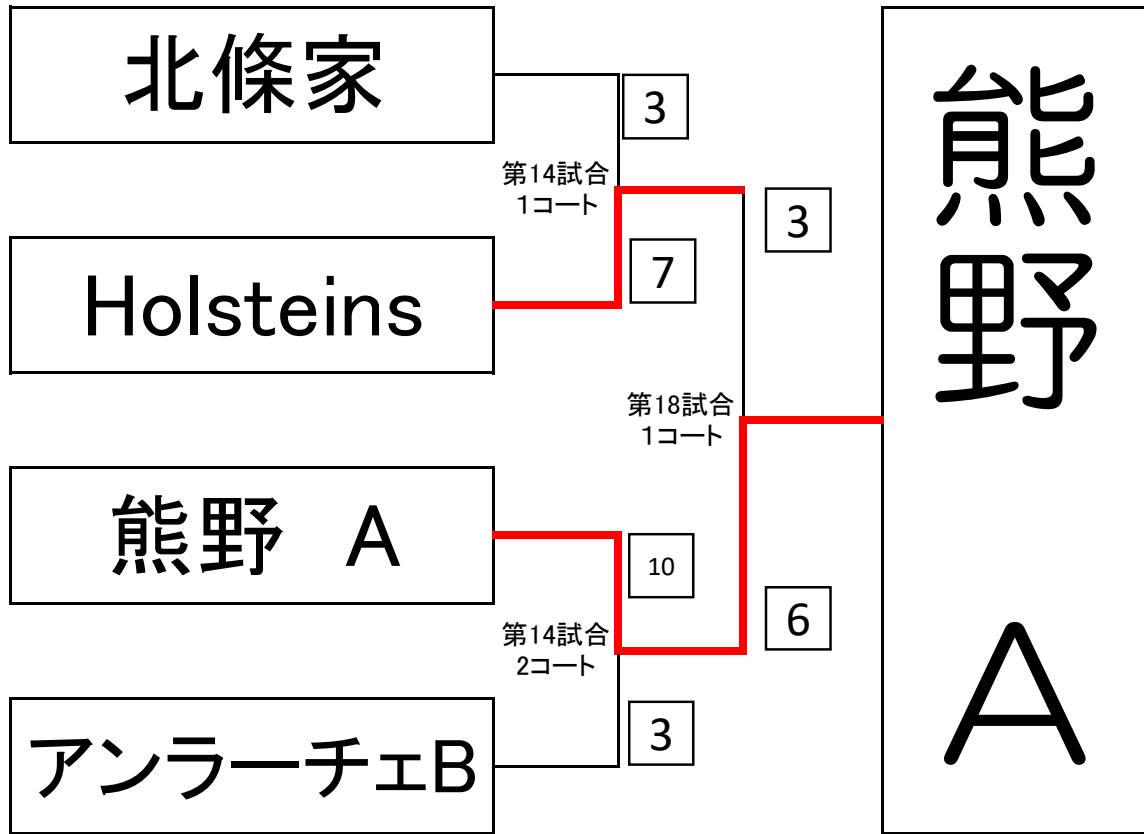 北條家
3
第14試合
1コート
7
Holsteins
3
第18試合
1コート
熊野　A
10
第14試合
2コート
6
3
アンラーチェB
熊野　A